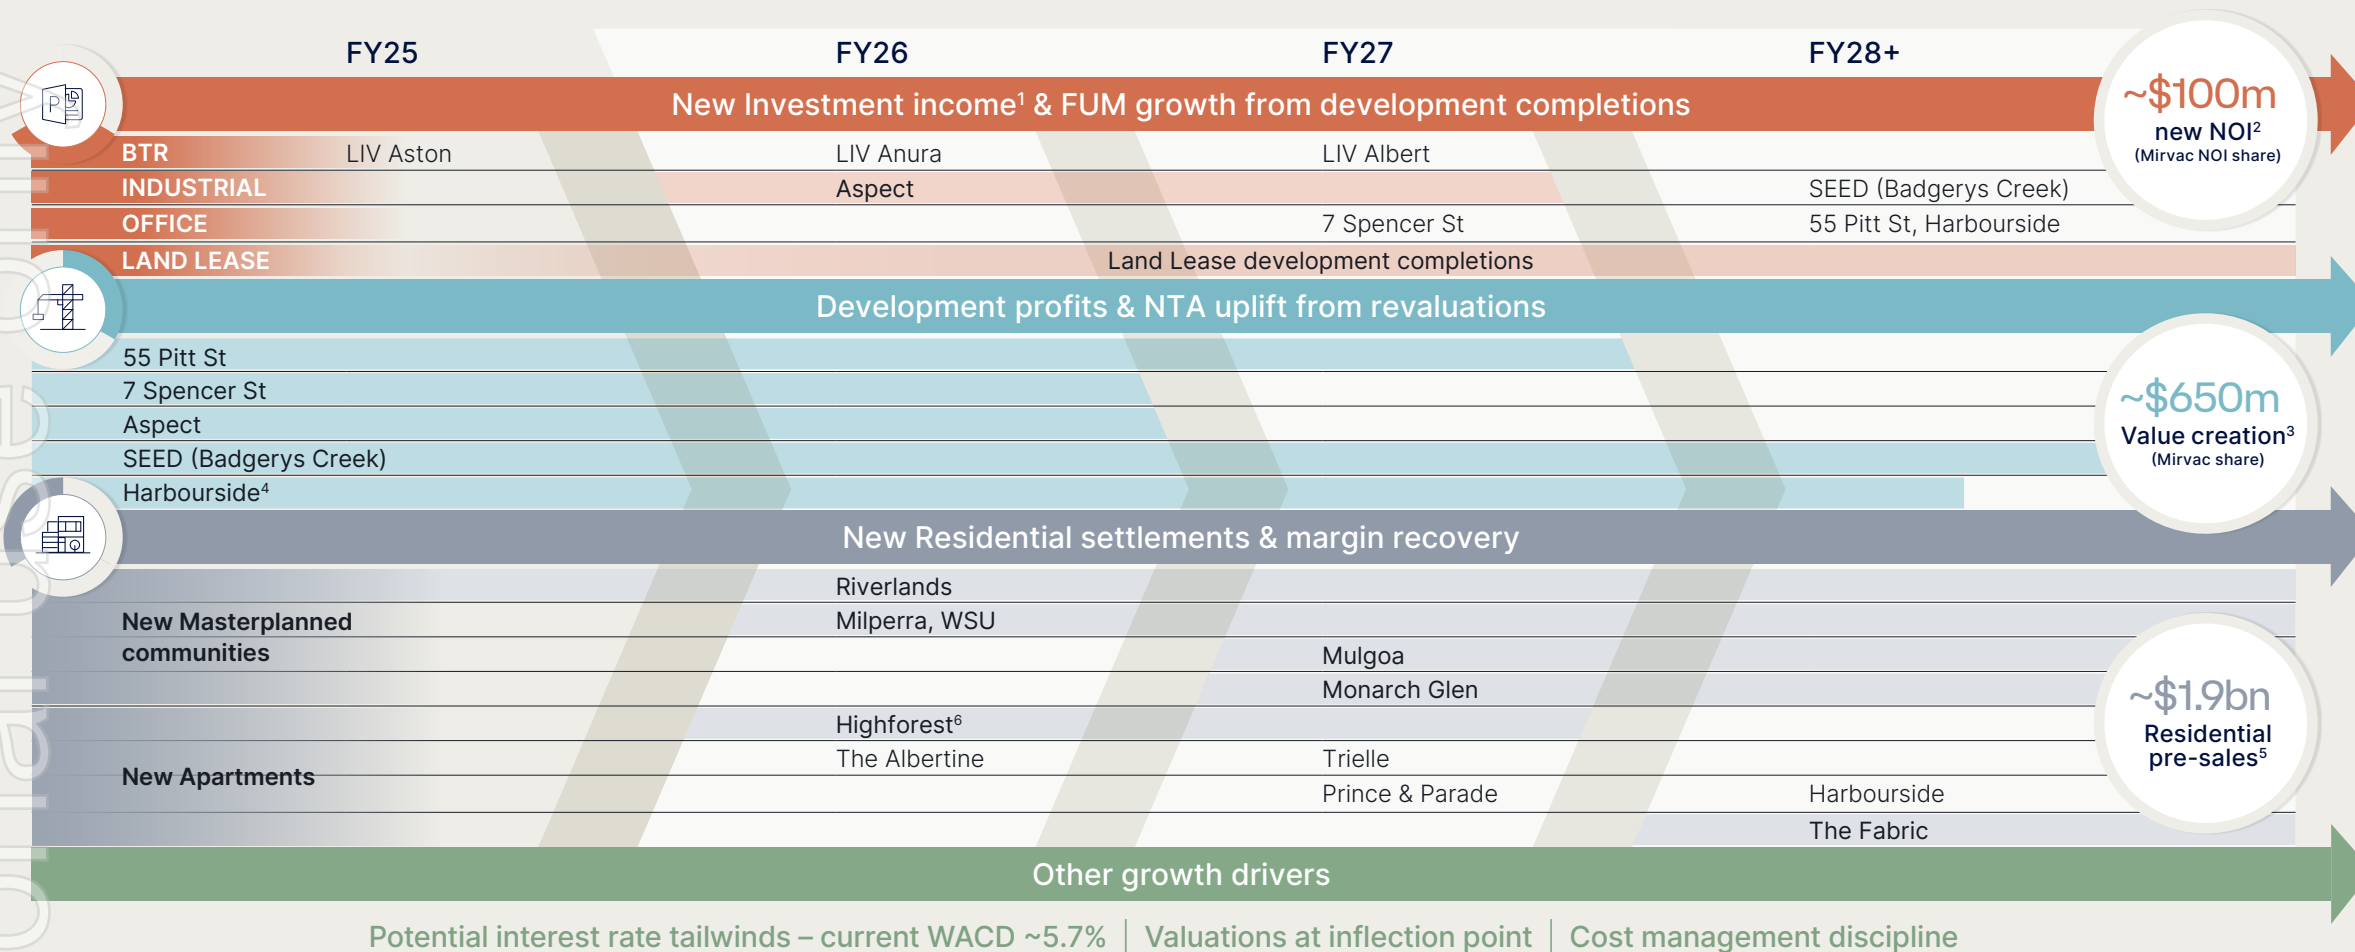 FY25 FY26 FY27 FY28+
New Investment income¹ & FUM growth from development completions
~$100m
new NOI²
(Mirvac NOI share)
BTR LIV Aston LIV Anura LIV Albert
INDUSTRIAL Aspect SEED (Badgerys Creek)
OFFICE 7 Spencer St 55 Pitt St, Harbourside
LAND LEASE Land Lease development completions
Development profits & NTA uplift from revaluations
55 Pitt St
7 Spencer St
Aspect
SEED (Badgerys Creek)
Harbourside⁴
~$650m
Value creation³
(Mirvac share)
New Residential settlements & margin recovery
New Masterplanned
communities
Riverlands
Milperra, WSU
Mulgoa
Monarch Glen
New Apartments
Highforest⁶
The Albertine Trielle
Prince & Parade Harbourside
The Fabric
~$1.9bn
Residential
pre-sales⁵
Other growth drivers
Potential interest rate tailwinds – current WACD ~5.7% | Valuations at inflection point | Cost management discipline